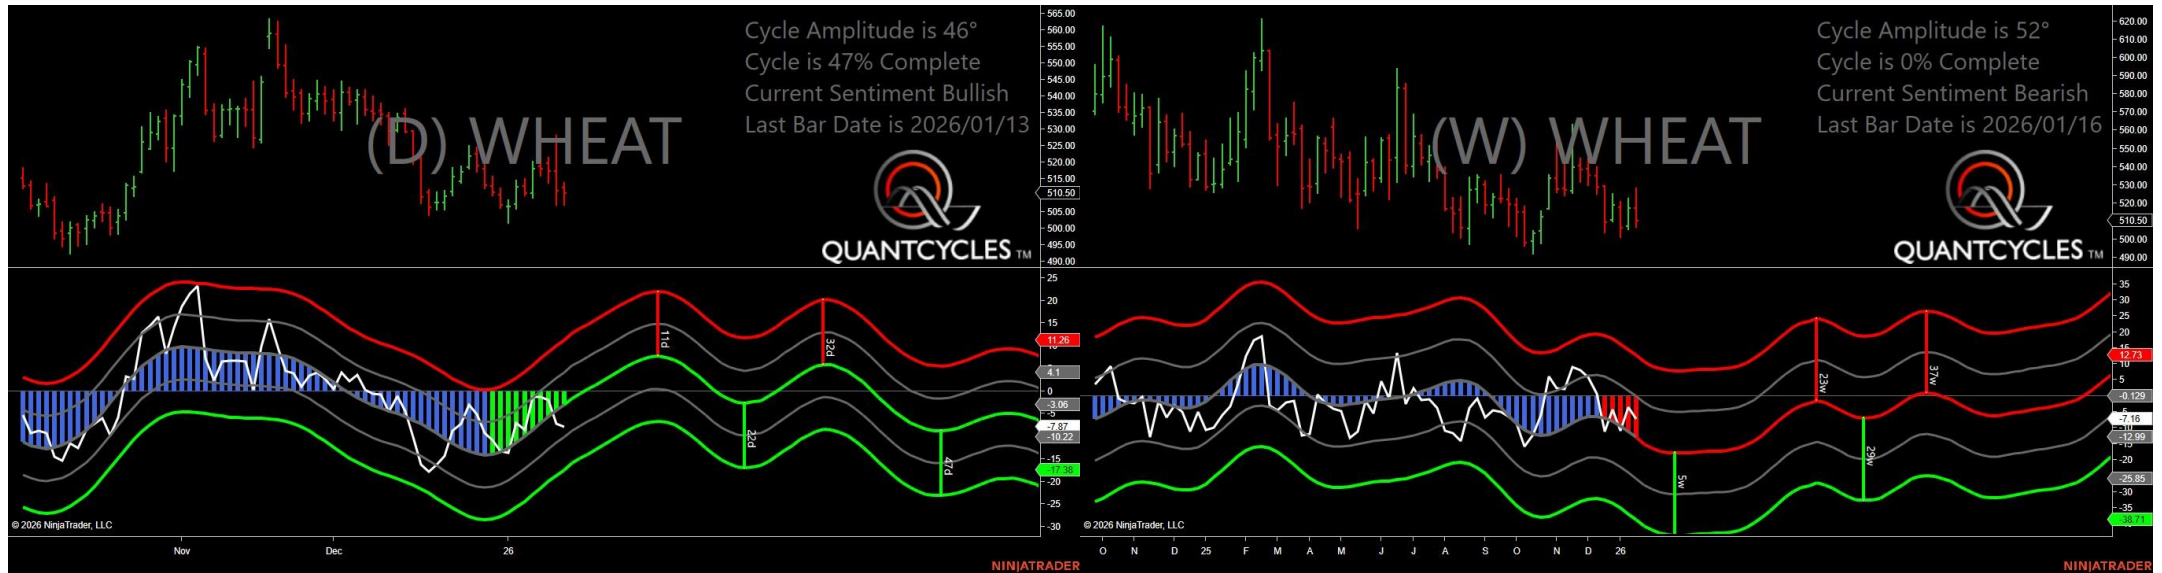 Cycle Amplitude is 46°
Cycle is 47% Complete
Current Sentiment Bullish
Last Bar Date is 2026/01/13
(D) WHEAT
QUANTCYCLES TM
565.00
560.00
555.00
550.00
545.00
540.00
535.00
530.00
525.00
520.00
515.00
510.50
505.00
500.00
495.00
490.00
25
20
15
11.26
4.1
0
-3.06
-7.87
-10.22
-15
-17.38
-20
-25
-30
11d
32d
22d
47d
© 2026 NinjaTrader, LLC
Nov Dec 26
NINJATRADER
Cycle Amplitude is 52°
Cycle is 0% Complete
Current Sentiment Bearish
Last Bar Date is 2026/01/16
(W) WHEAT
QUANTCYCLES TM
620.00
610.00
600.00
590.00
580.00
570.00
560.00
550.00
540.00
530.00
520.00
510.50
500.00
490.00
35
30
25
20
12.73
5
-0.129
-7.16
-12.99
-15
-20
-25.85
-30
-35
-38.71
23w
37w
5w
29w
© 2026 NinjaTrader, LLC
O N D 25 F M A M J J A S O N D 26
NINJATRADER